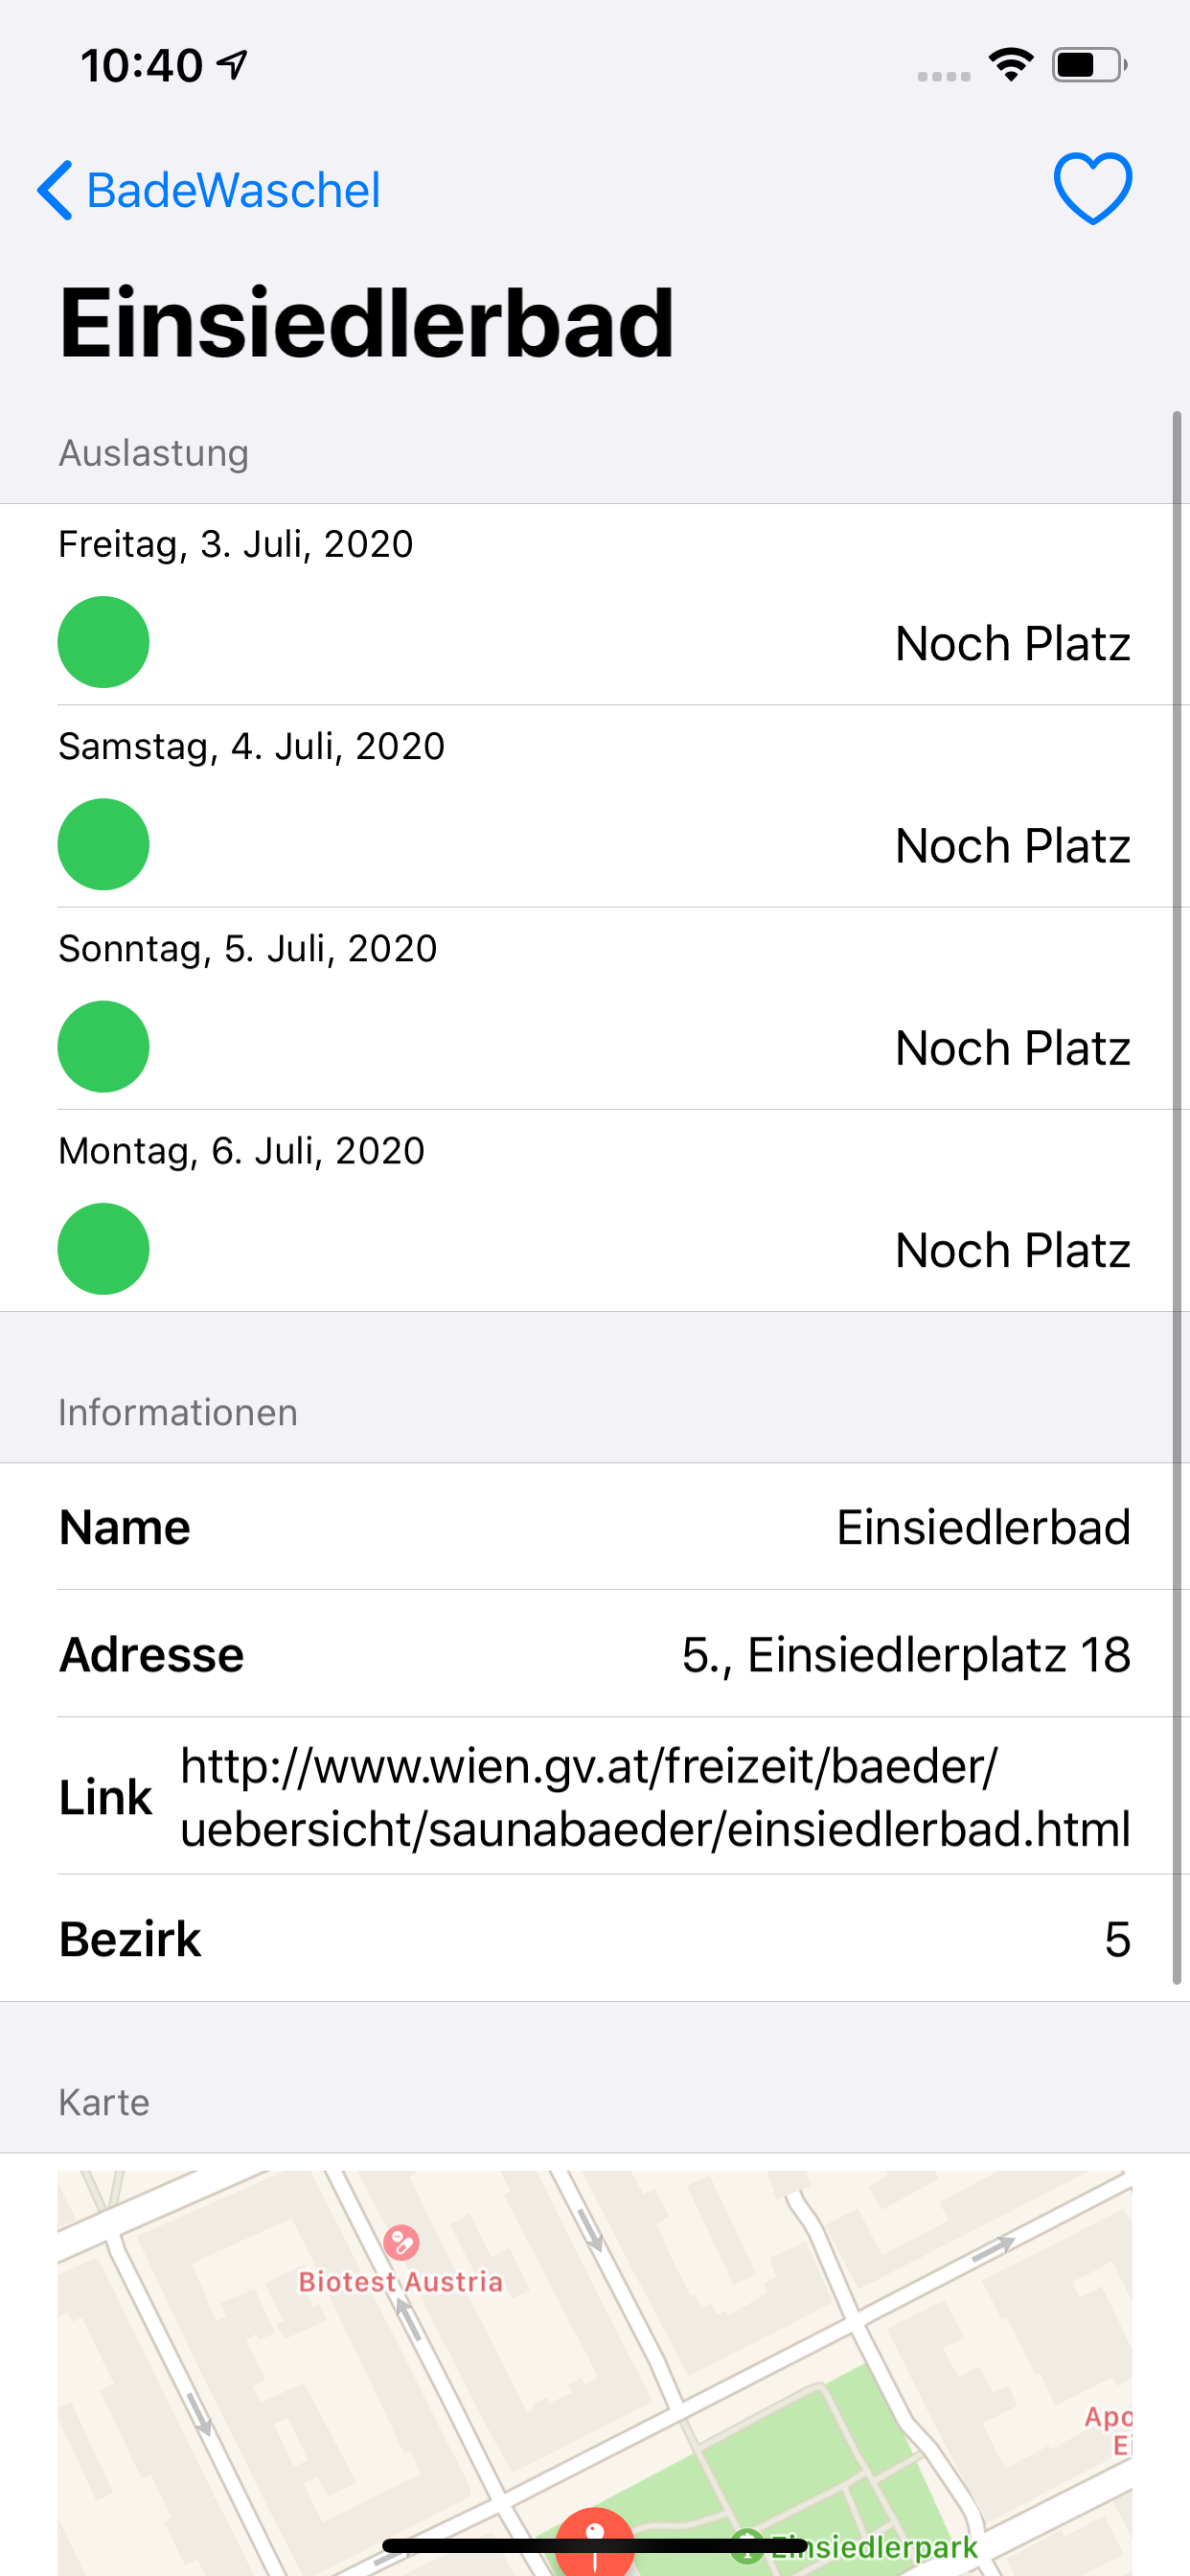 10:40
BadeWaschel
Einsiedlerbad
Auslastung
Freitag, 3. Juli, 2020
Noch Platz
Samstag, 4. Juli, 2020
Noch Platz
Sonntag, 5. Juli, 2020
Noch Platz
Montag, 6. Juli, 2020
Noch Platz
Informationen
Name Einsiedlerbad
Adresse 5., Einsiedlerplatz 18
Link http://www.wien.gv.at/freizeit/baeder/
uebersicht/saunabaeder/einsiedlerbad.html
Bezirk 5
Karte
Biotest Austria
Apo
Ei
Einsiedlerpark